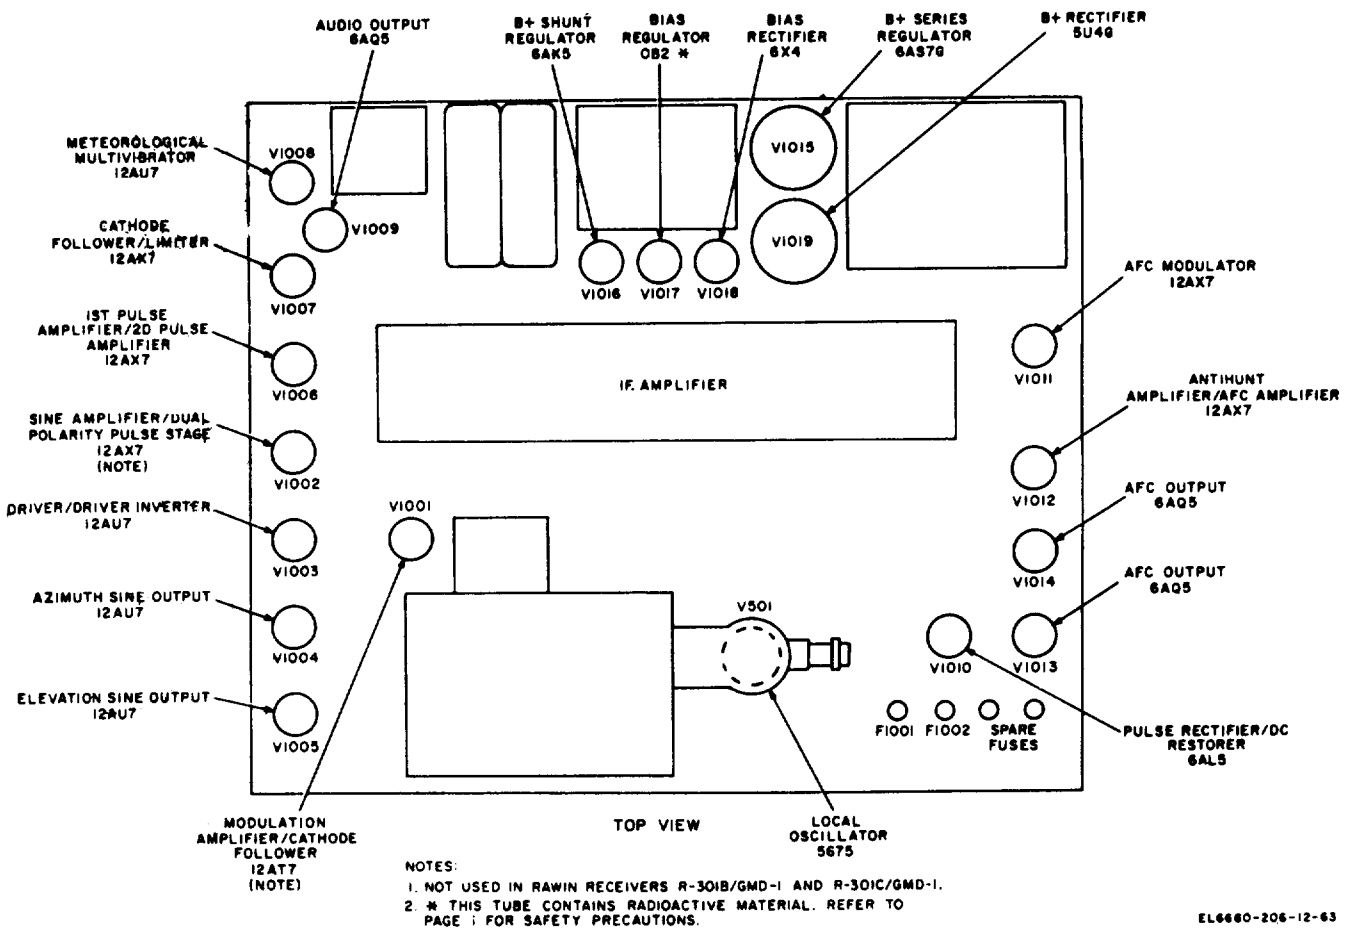 AUDIO OUTPUT
6AQ5
B+ SHUNT
REGULATOR
6AK5
BIAS
REGULATOR
OB2 *
BIAS
RECTIFIER
6X4
B+ SERIES
REGULATOR
6AS7G
B+ RECTIFIER
5U4G
METEOROLOGICAL
MULTIVIBRATOR
12AU7
V1008
V1009
CATHODE
FOLLOWER/LIMITER
12AX7
V1007
V1015
V1019
V1016
V1017
V1018
1ST PULSE
AMPLIFIER/2D PULSE
AMPLIFIER
12AX7
V1006
I.F. AMPLIFIER
AFC MODULATOR
12AX7
V1011
SINE AMPLIFIER/DUAL
POLARITY PULSE STAGE
12AX7
(NOTE)
V1002
ANTIHUNT
AMPLIFIER/AFC AMPLIFIER
12AX7
V1012
DRIVER/DRIVER INVERTER
12AU7
V1003
V1001
AFC OUTPUT
6AQ5
V1014
AZIMUTH SINE OUTPUT
12AU7
V1004
V501
AFC OUTPUT
6AQ5
V1010
V1013
ELEVATION SINE OUTPUT
12AU7
V1005
F1001
F1002
SPARE
FUSES
PULSE RECTIFIER/DC
RESTORER
6AL5
MODULATION
AMPLIFIER/CATHODE
FOLLOWER
12AT7
(NOTE)
TOP VIEW
LOCAL
OSCILLATOR
5675
NOTES:
1. NOT USED IN RAWIN RECEIVERS R-301B/GMD-1 AND R-301C/GMD-1.
2. * THIS TUBE CONTAINS RADIOACTIVE MATERIAL. REFER TO
PAGE i FOR SAFETY PRECAUTIONS.
EL6660-206-12-63